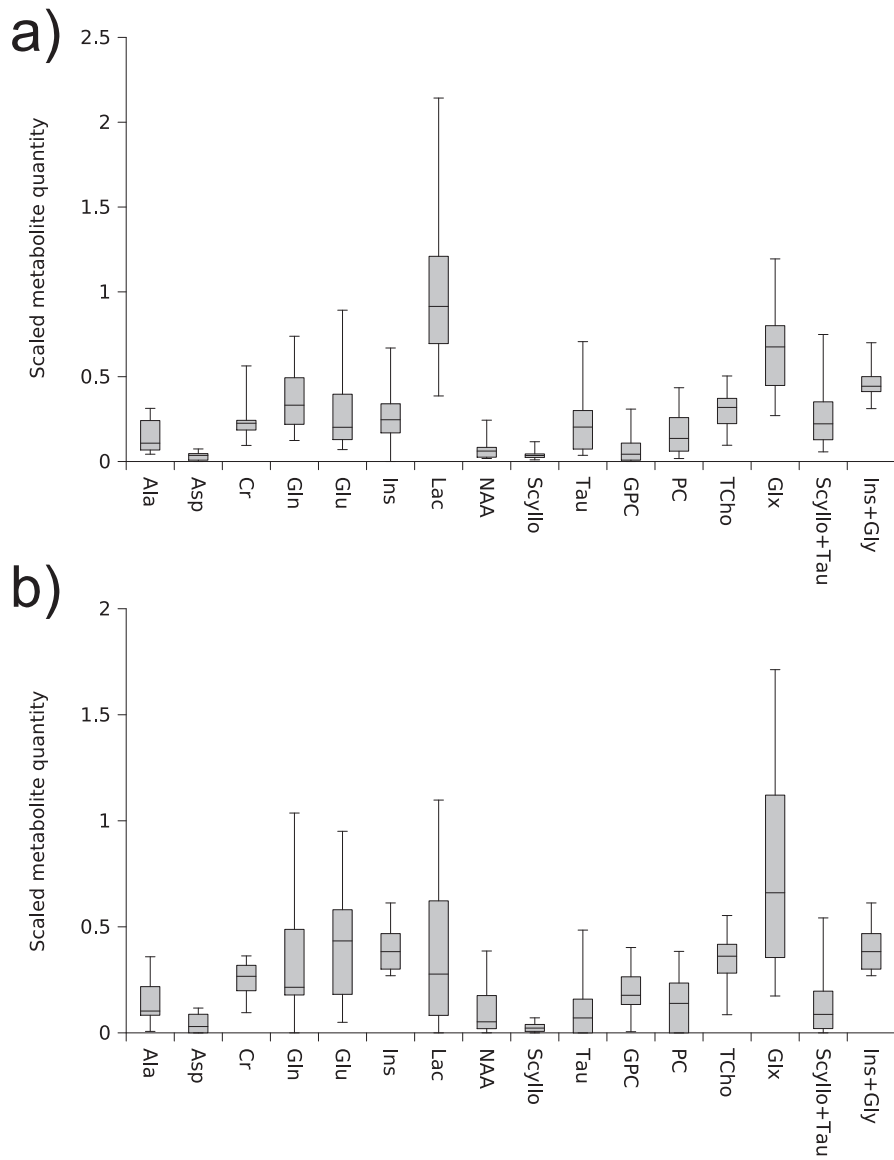 a)
Scaled metabolite quantity
2.5
2
1.5
1
0.5
0
Ala
Asp
Cr
Gln
Glu
Ins
Lac
NAA
Scyllo
Tau
GPC
PC
TCho
Glx
Scyllo+Tau
Ins+Gly
b)
Scaled metabolite quantity
2
1.5
1
0.5
0
Ala
Asp
Cr
Gln
Glu
Ins
Lac
NAA
Scyllo
Tau
GPC
PC
TCho
Glx
Scyllo+Tau
Ins+Gly